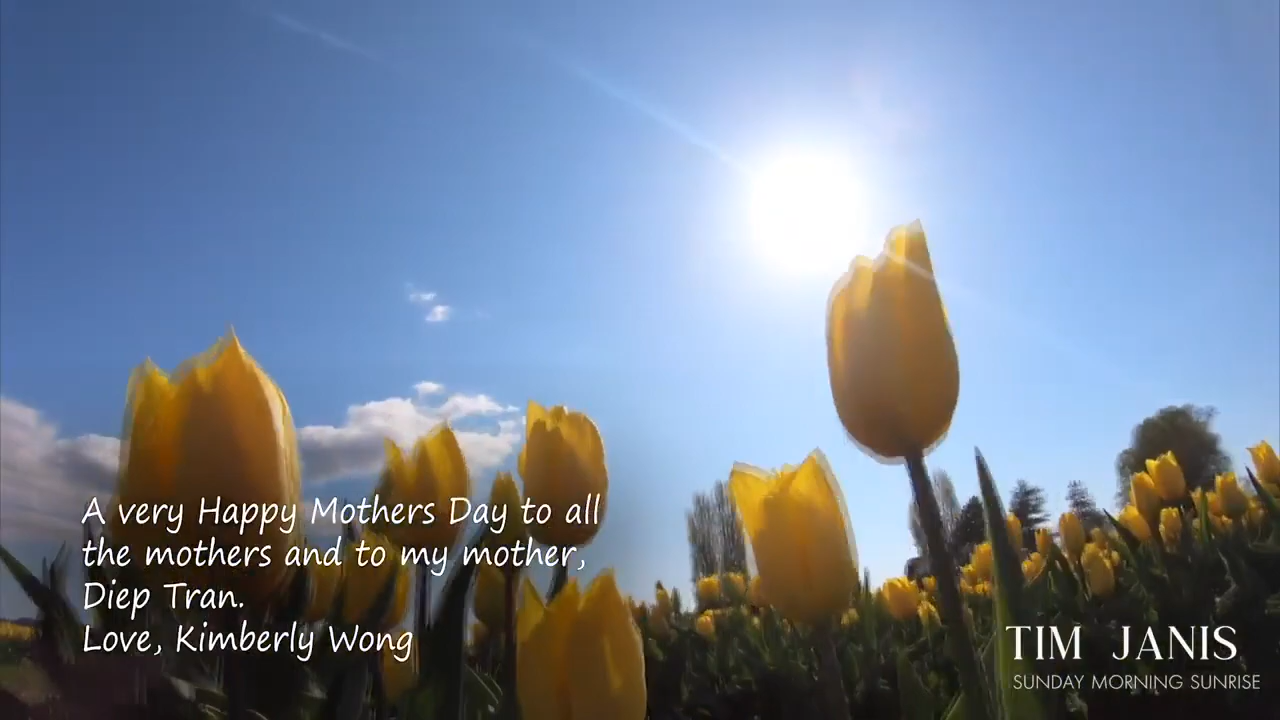 A very Happy Mothers Day to all
the mothers and to my mother,
Diep Tran.
Love, Kimberly Wong
TIM JANIS
SUNDAY MORNING SUNRISE